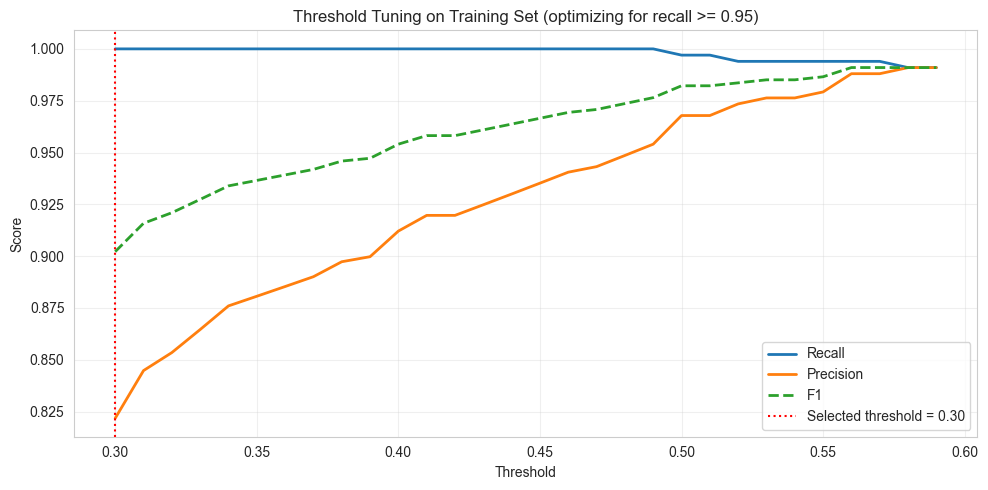 Threshold Tuning on Training Set (optimizing for recall >= 0.95)
Score
1.000
0.975
0.950
0.925
0.900
0.875
0.850
0.825
Recall
Precision
F1
Selected threshold = 0.30
0.30 0.35 0.40 0.45 0.50 0.55 0.60
Threshold